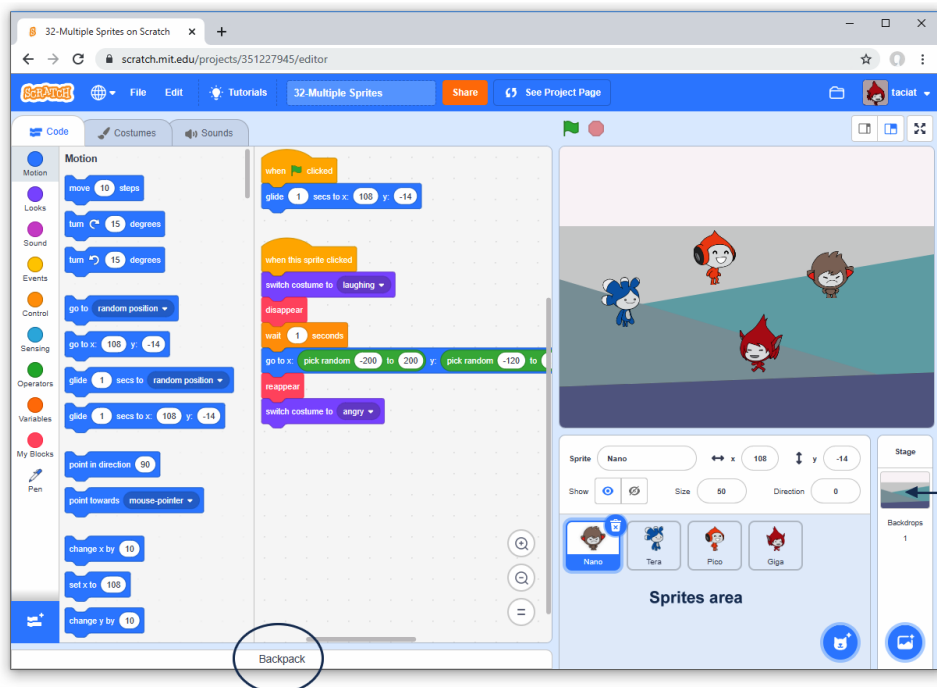 32-Multiple Sprites on Scratch
scratch.mit.edu/projects/351227945/editor
SCRATCH File Edit Tutorials 32-Multiple Sprites Share See Project Page taciat
Code Costumes Sounds
Motion
Looks
Sound
Events
Control
Sensing
Operators
Variables
My Blocks
Pen
Motion
move 10 steps
turn 15 degrees
turn 15 degrees
go to random position
go to x: 108 y: -14
glide 1 secs to random position
glide 1 secs to x: 108 y: -14
point in direction 90
point towards mouse-pointer
change x by 10
set x to 108
change y by 10
when clicked
glide 1 secs to x: 108 y: -14
when this sprite clicked
switch costume to laughing
disappear
wait 1 seconds
go to x: pick random -200 to 200 y: pick random -120 to
reappear
switch costume to angry
Backpack
Sprite Nano x 108 y -14
Show Size 50 Direction 0
Nano Tera Pico Giga
Sprites area
Stage
Backdrops
1